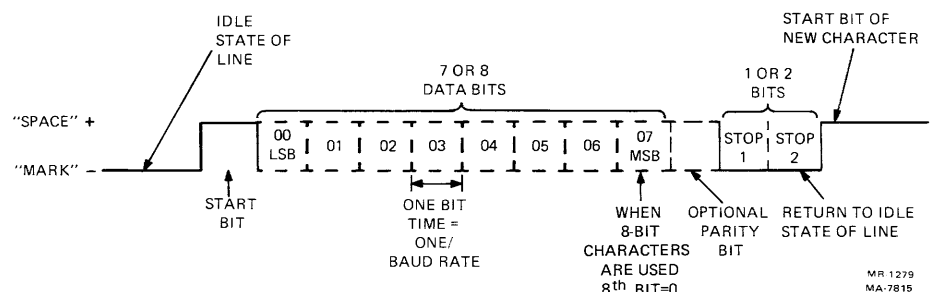 IDLE
STATE OF
LINE
START BIT OF
NEW CHARACTER
7 OR 8
DATA BITS
1 OR 2
BITS
"SPACE" +
00
LSB
01
02
03
04
05
06
07
MSB
STOP
1
STOP
2
"MARK" –
START
BIT
ONE BIT
TIME =
ONE/
BAUD RATE
WHEN
8-BIT
CHARACTERS
ARE USED
8th BIT=0
OPTIONAL
PARITY
BIT
RETURN TO IDLE
STATE OF LINE
MR 1279
MA-7815